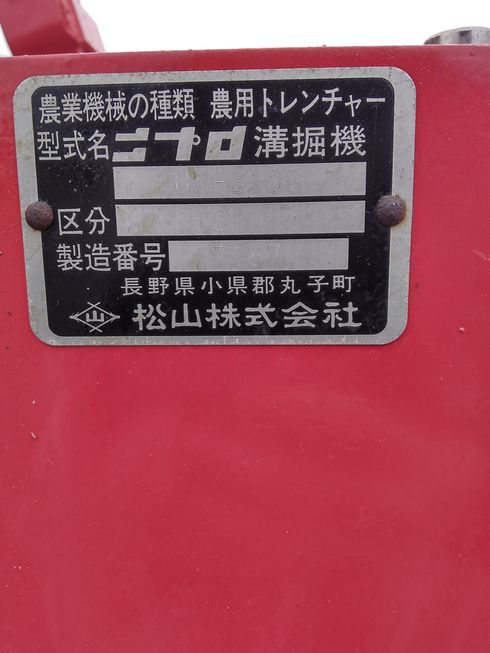 農業機械の種類 農用トレンチャー
型式名 ニプロ 溝掘機
区分
製造番号
長野県小県郡丸子町
松山株式会社